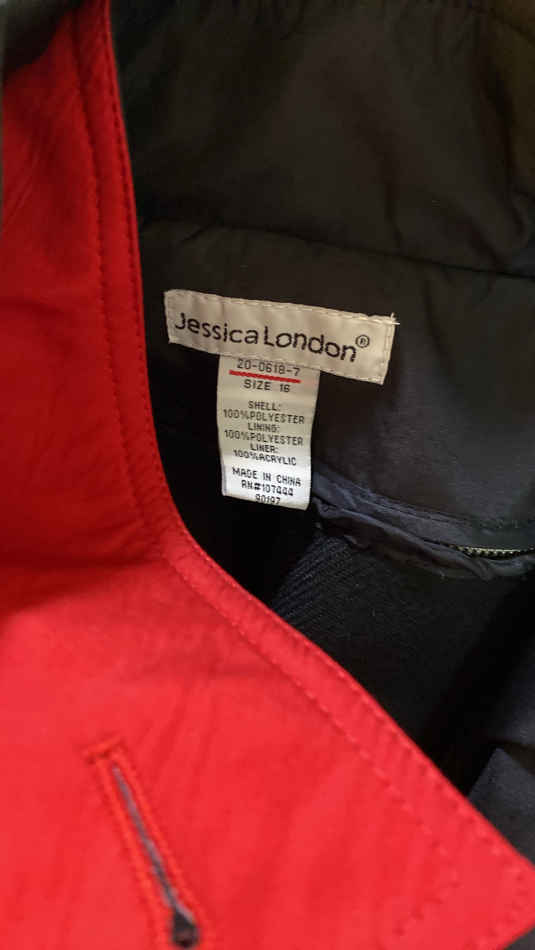 Jessica London®
20-0618-7
SIZE 16
SHELL:
100%POLYESTER
LINING:
100%POLYESTER
LINER:
100%ACRYLIC
MADE IN CHINA
RN#107444
90197